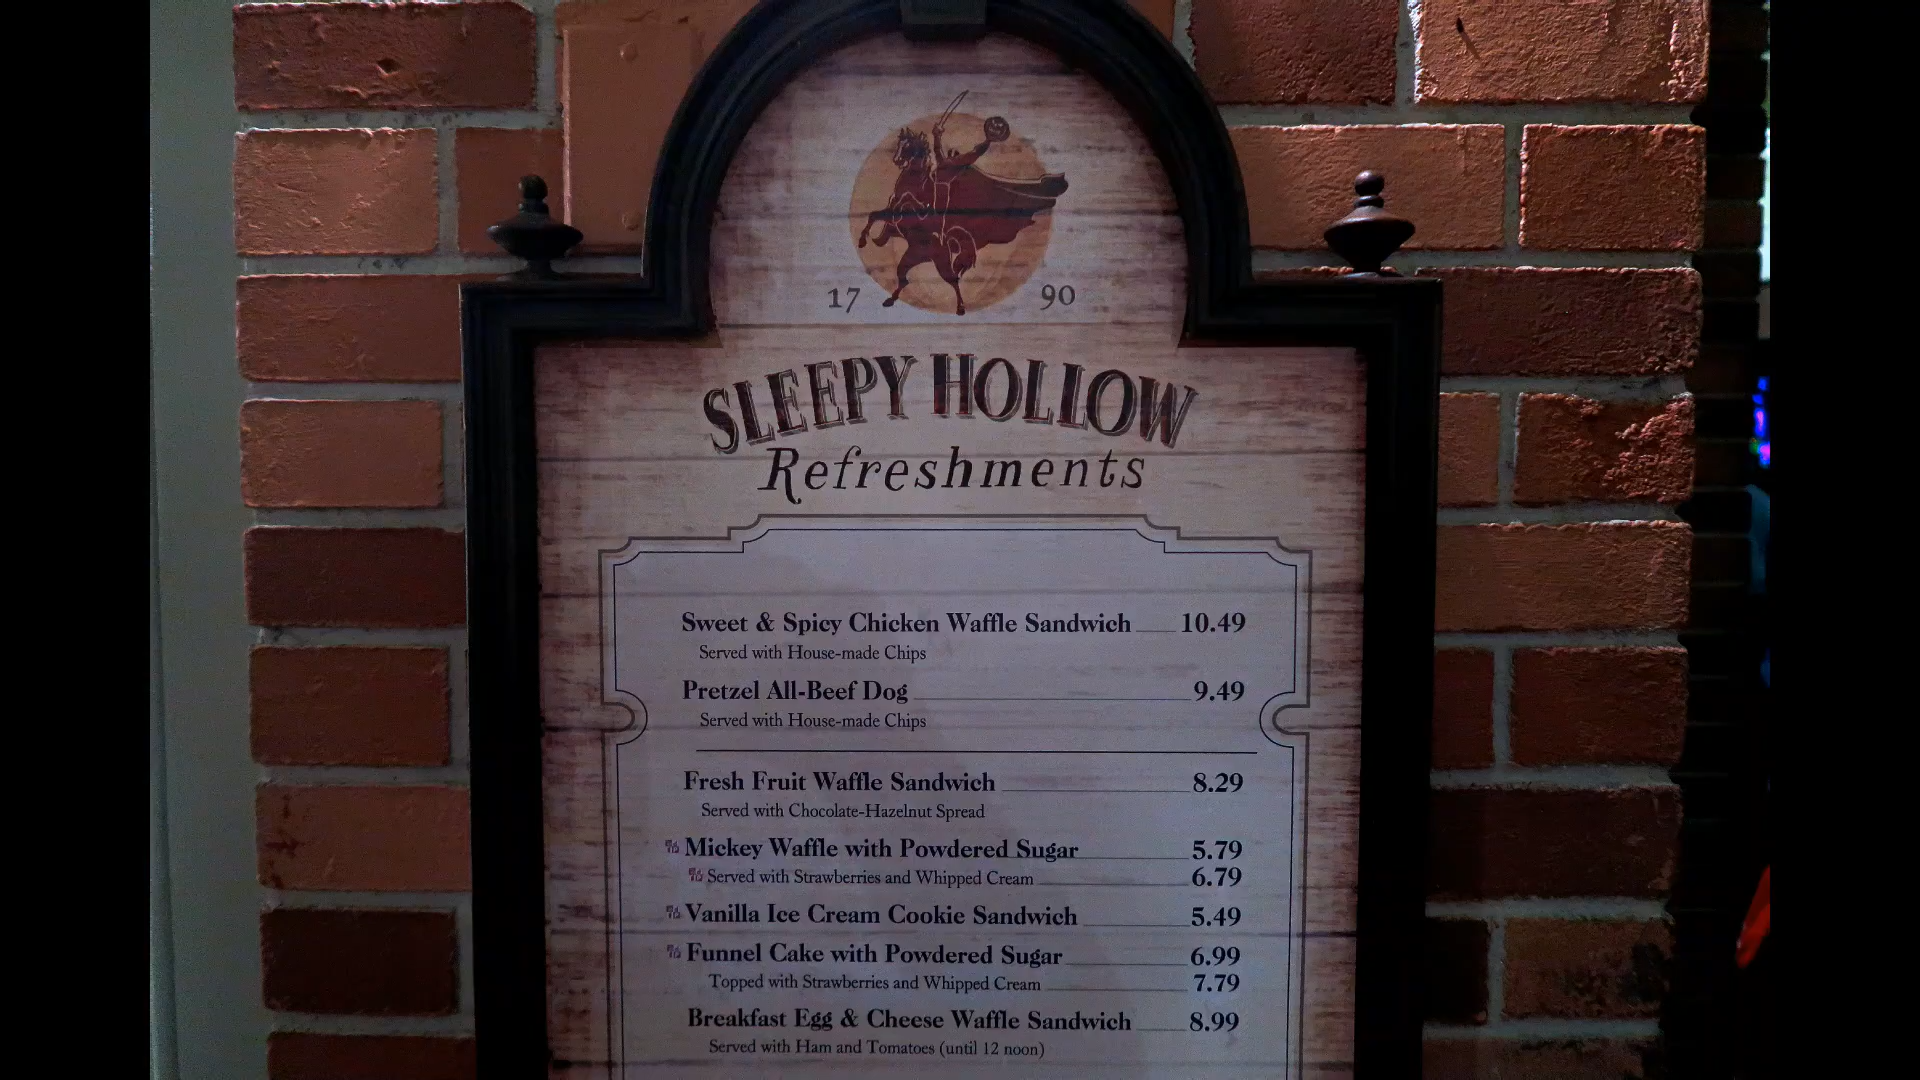 17 90
SLEEPY HOLLOW
Refreshments
Sweet & Spicy Chicken Waffle Sandwich 10.49
Served with House-made Chips
Pretzel All-Beef Dog 9.49
Served with House-made Chips
Fresh Fruit Waffle Sandwich 8.29
Served with Chocolate-Hazelnut Spread
Mickey Waffle with Powdered Sugar 5.79
Served with Strawberries and Whipped Cream 6.79
Vanilla Ice Cream Cookie Sandwich 5.49
Funnel Cake with Powdered Sugar 6.99
Topped with Strawberries and Whipped Cream 7.79
Breakfast Egg & Cheese Waffle Sandwich 8.99
Served with Ham and Tomatoes (until 12 noon)